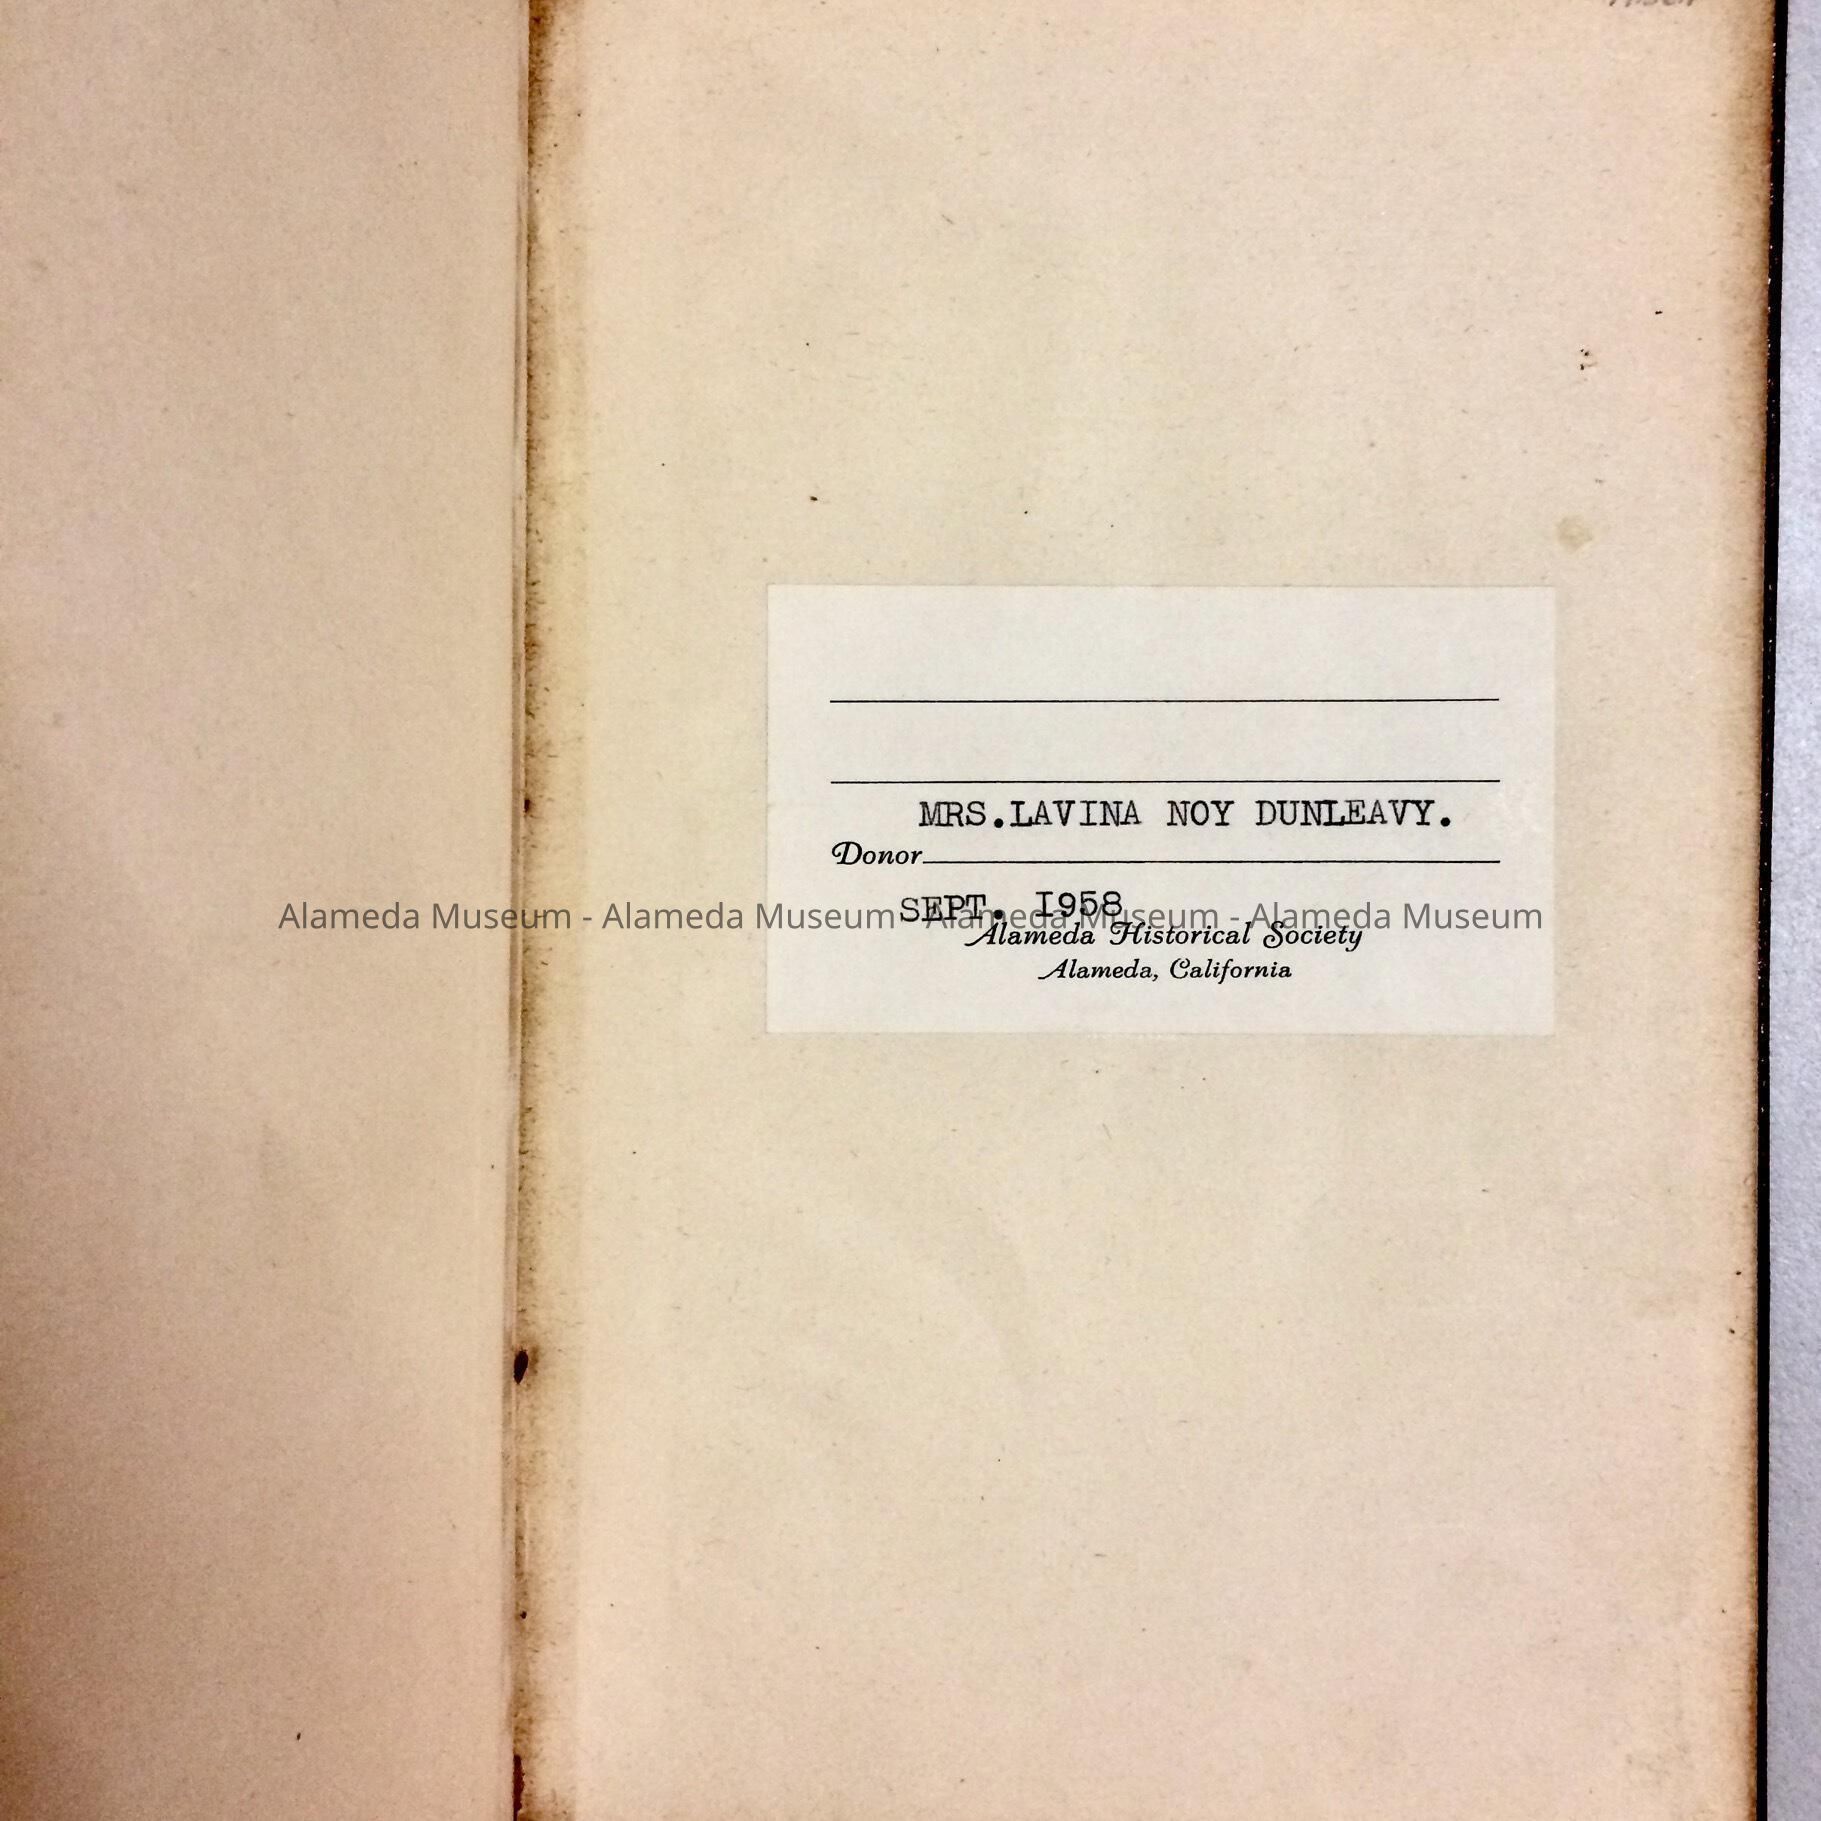 MRS.LAVINA NOY DUNLEAVY.
Donor
SEPT. I958
Alameda Museum - Alameda Museum - Alameda Museum - Alameda Museum
Alameda Historical Society
Alameda, California